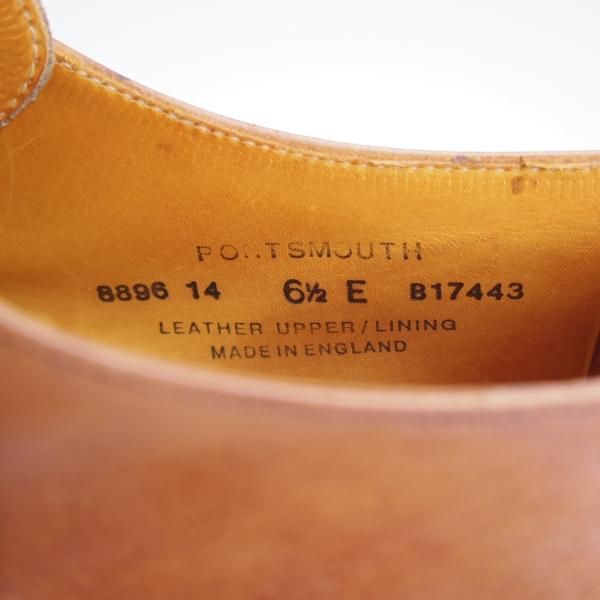 PORTSMOUTH
8896 14 6½ E B17443
LEATHER UPPER/LINING
MADE IN ENGLAND